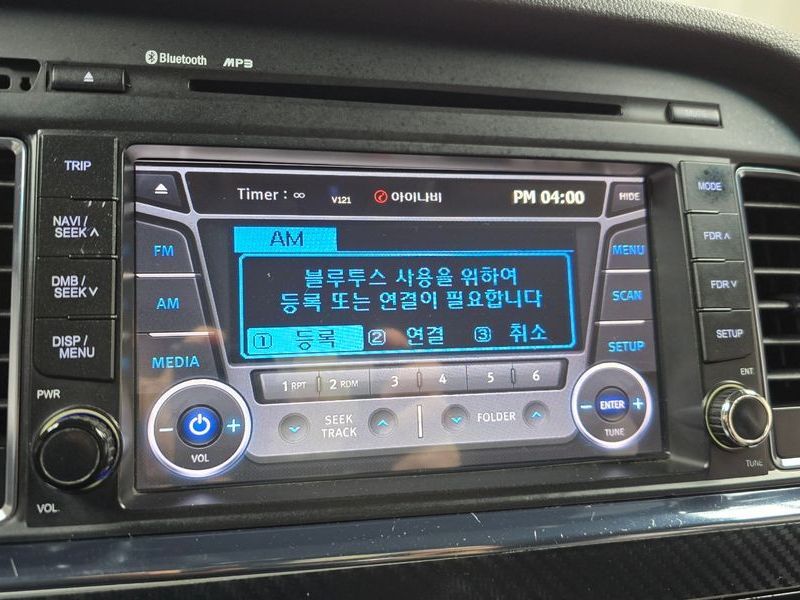 Bluetooth MP3
TRIP
NAVI /
SEEK ∧
DMB /
SEEK ∨
DISP /
MENU
PWR
VOL
Timer : ∞ V121 아이나비 PM 04:00 HIDE
FM
AM
MEDIA
AM
블루투스 사용을 위하여
등록 또는 연결이 필요합니다
① 등록 ② 연결 ③ 취소
MENU
SCAN
SETUP
1 RPT 2 RDM 3 4 5 6
SEEK
TRACK
FOLDER
− +
VOL
− ENTER +
TUNE
MODE
FDR ∧
FDR ∨
SETUP
ENT
TUNE